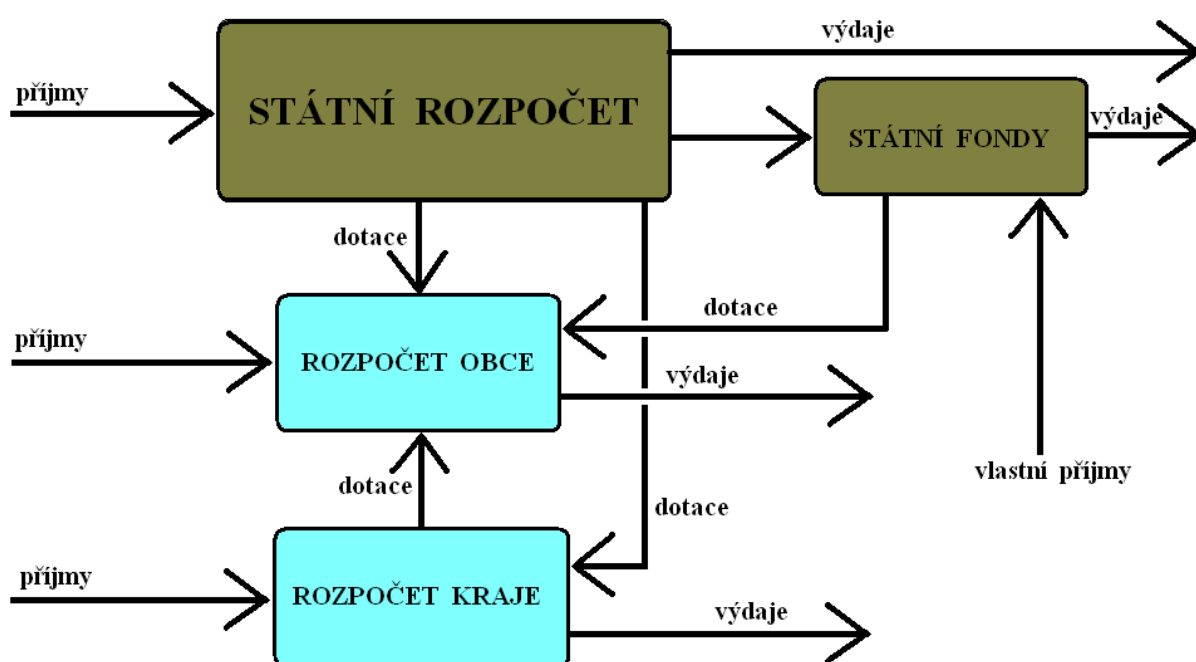 výdaje
příjmy
STÁTNÍ ROZPOČET
výdaje
STÁTNÍ FONDY
dotace
dotace
příjmy
ROZPOČET OBCE
výdaje
vlastní příjmy
dotace
dotace
příjmy
ROZPOČET KRAJE
výdaje